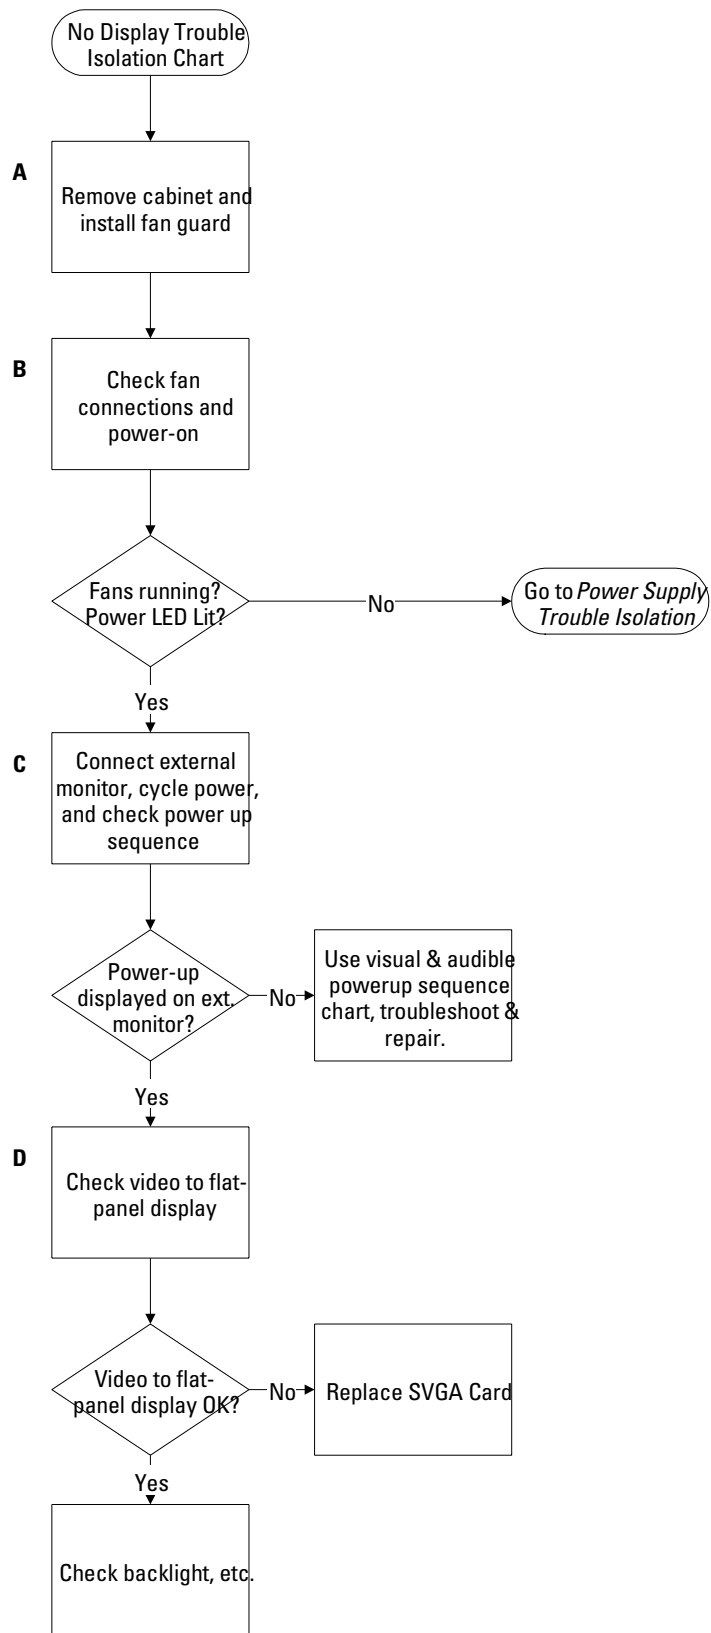 No Display Trouble
Isolation Chart
A
Remove cabinet and
install fan guard
B
Check fan
connections and
power-on
Fans running?
Power LED Lit?
No
Go to Power Supply
Trouble Isolation
Yes
C
Connect external
monitor, cycle power,
and check power up
sequence
Power-up
displayed on ext.
monitor?
No
Use visual & audible
powerup sequence
chart, troubleshoot &
repair.
Yes
D
Check video to flat-
panel display
Video to flat-
panel display OK?
No
Replace SVGA Card
Yes
Check backlight, etc.